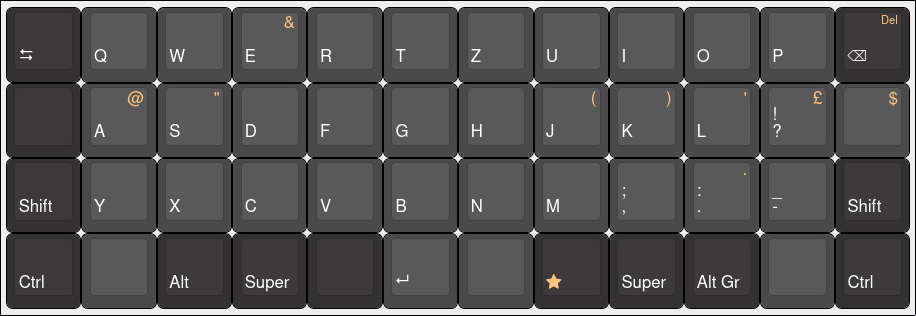 & Del
⇆ Q W E R T Z U I O P ⌫
@ " ( ) ' £ $
!
A S D F G H J K L ?
·
; : _
Shift Y X C V B N M , . - Shift
Ctrl Alt Super ↵ ★ Super Alt Gr Ctrl